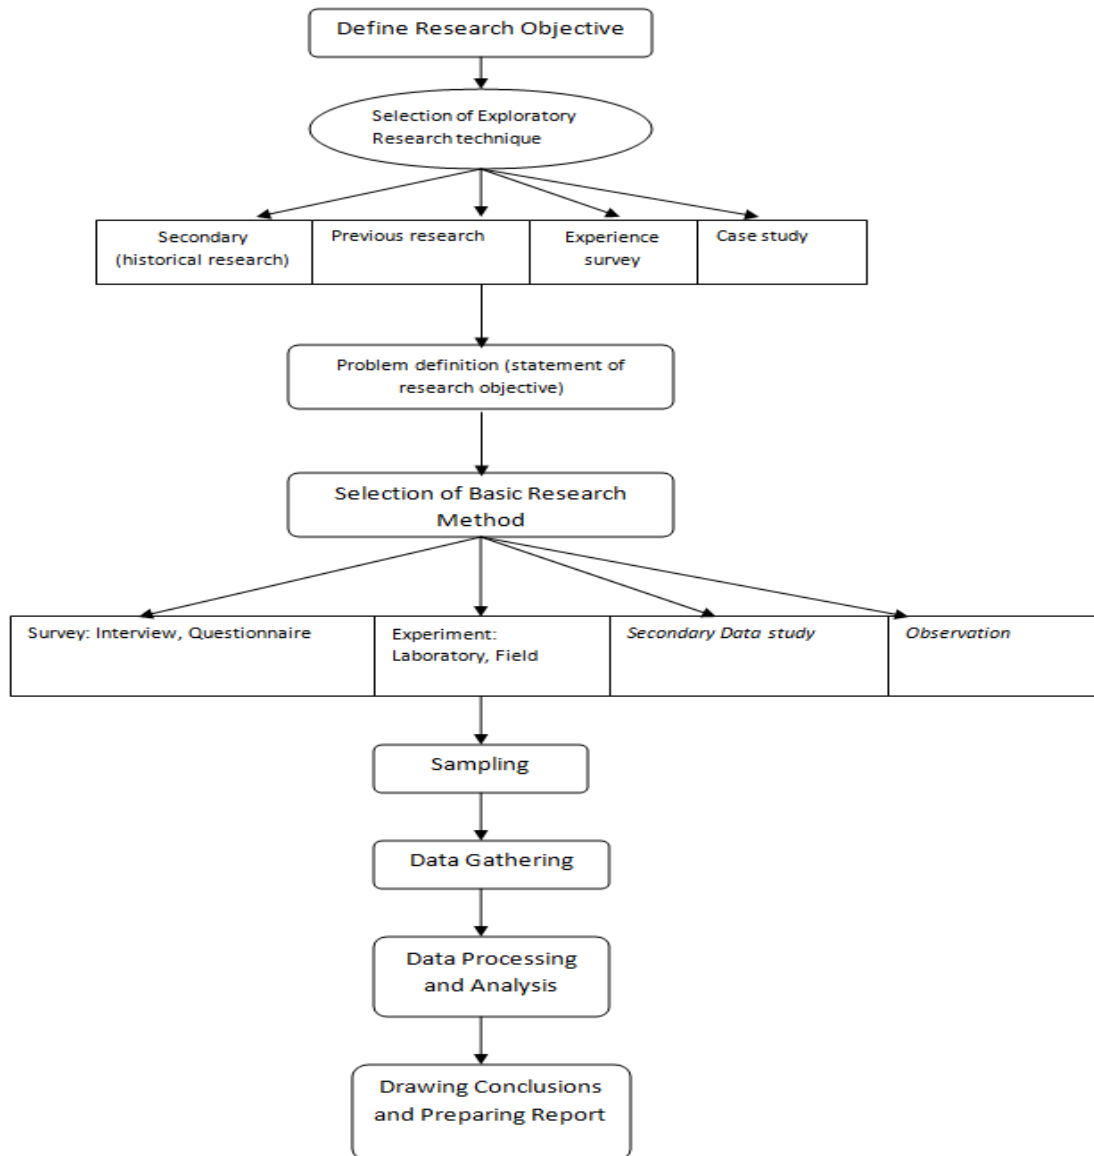 Define Research Objective
Selection of Exploratory
Research technique
Secondary
(historical research)
Previous research
Experience
survey
Case study
Problem definition (statement of
research objective)
Selection of Basic Research
Method
Survey: Interview, Questionnaire
Experiment:
Laboratory, Field
Secondary Data study
Observation
Sampling
Data Gathering
Data Processing
and Analysis
Drawing Conclusions
and Preparing Report